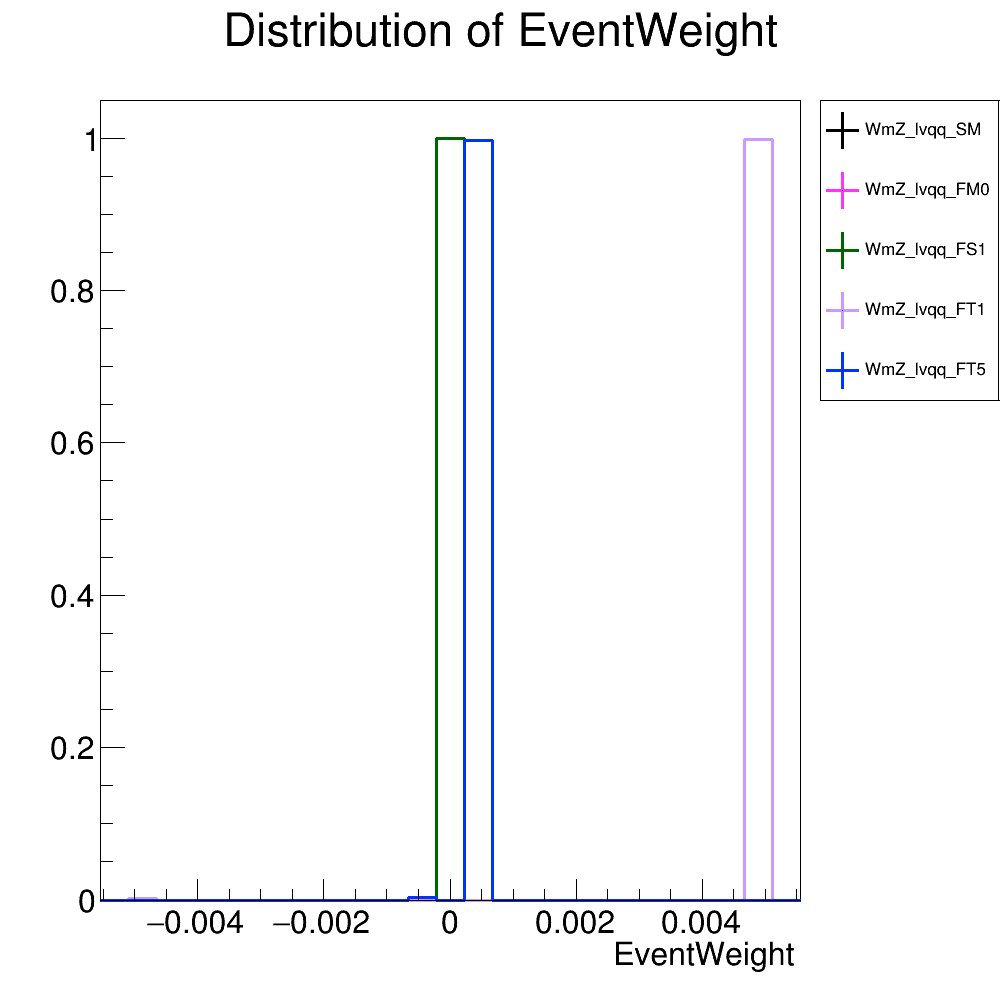 Distribution of EventWeight
1
0.8
0.6
0.4
0.2
0
−0.004 −0.002 0 0.002 0.004
EventWeight
WmZ_lvqq_SM
WmZ_lvqq_FM0
WmZ_lvqq_FS1
WmZ_lvqq_FT1
WmZ_lvqq_FT5